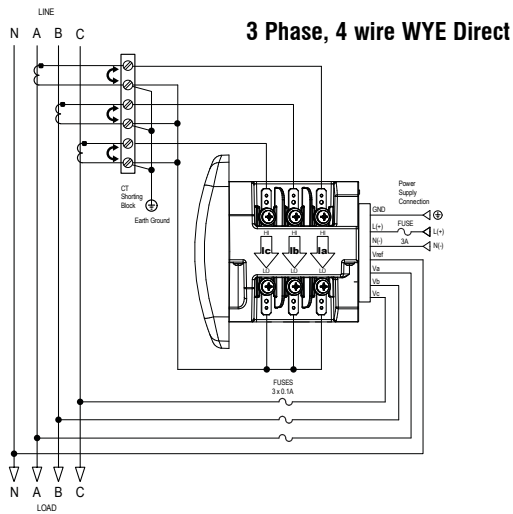 LINE
3 Phase, 4 wire WYE Direct
N A B C
CT
Shorting
Block
Earth Ground
Power
Supply
Connection
GND
L(+)
FUSE
L(+)
N(-)
3A
N(-)
Vref
Va
Vb
Vc
HI HI HI
Ic Ib Ia
LO LO LO
FUSES
3 x 0.1A
N A B C
LOAD